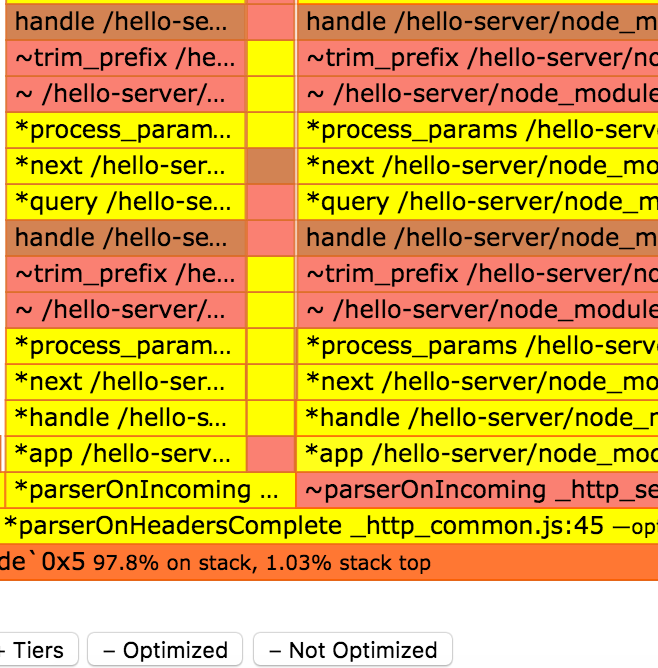 handle /hello-se... handle /hello-server/node_m
~trim_prefix /he... ~trim_prefix /hello-server/no
~ /hello-server/... ~ /hello-server/node_module
*process_param... *process_params /hello-serv
*next /hello-ser... *next /hello-server/node_mo
*query /hello-se... *query /hello-server/node_m
handle /hello-se... handle /hello-server/node_m
~trim_prefix /he... ~trim_prefix /hello-server/no
~ /hello-server/... ~ /hello-server/node_module
*process_param... *process_params /hello-serv
*next /hello-ser... *next /hello-server/node_mo
*handle /hello-s... *handle /hello-server/node_r
*app /hello-serv... *app /hello-server/node_mod
*parserOnIncoming ... ~parserOnIncoming _http_se
*parserOnHeadersComplete _http_common.js:45 —op
de`0x5 97.8% on stack, 1.03% stack top
+ Tiers – Optimized – Not Optimized